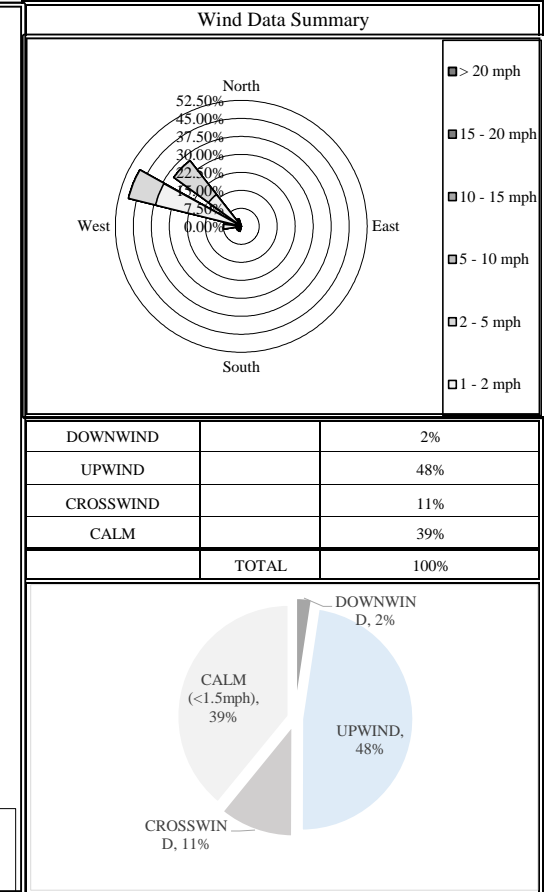 Wind Data Summary
North
52.50%
45.00%
37.50%
30.00%
22.50%
15.00%
7.50%
0.00%
West
East
South
> 20 mph
15 - 20 mph
10 - 15 mph
5 - 10 mph
2 - 5 mph
1 - 2 mph
DOWNWIND 2%
UPWIND 48%
CROSSWIND 11%
CALM 39%
TOTAL 100%
DOWNWIN
D, 2%
CALM
(<1.5mph),
39%
UPWIND,
48%
CROSSWIN
D, 11%